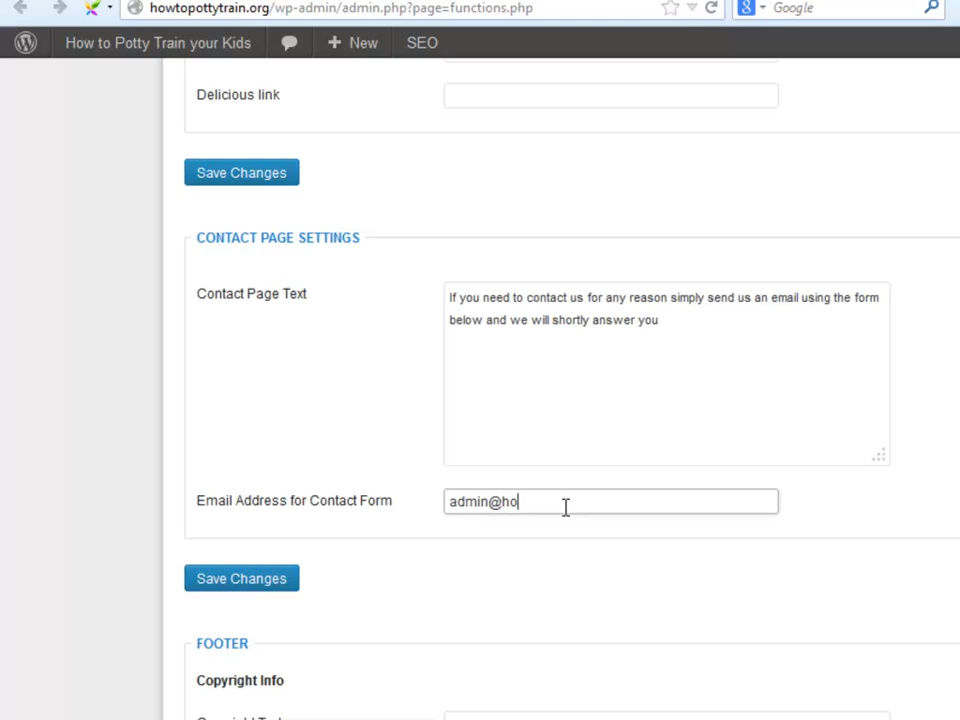 howtopottytrain.org/wp-admin/admin.php?page=functions.php
Google
How to Potty Train your Kids
New
SEO
Delicious link
Save Changes
CONTACT PAGE SETTINGS
Contact Page Text
If you need to contact us for any reason simply send us an email using the form
below and we will shortly answer you
Email Address for Contact Form
admin@ho
Save Changes
FOOTER
Copyright Info